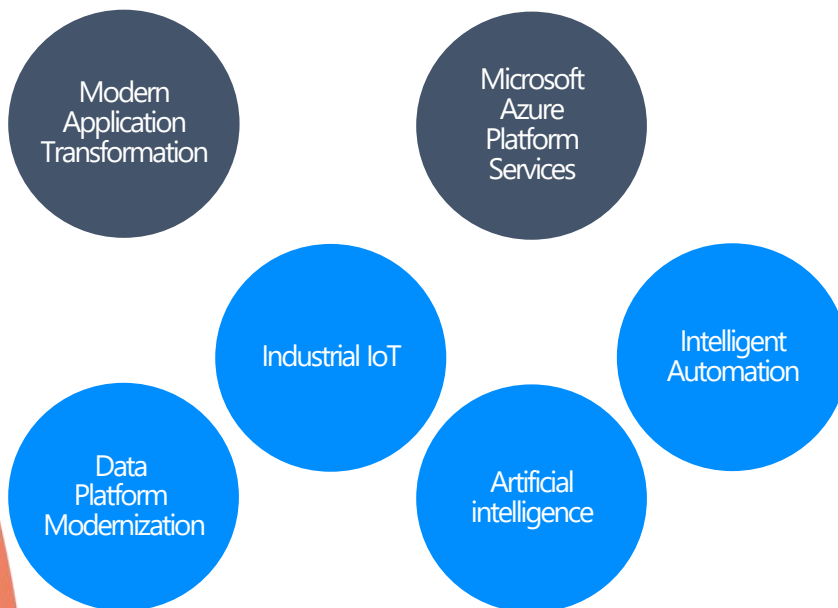 Modern
Application
Transformation
Microsoft
Azure
Platform
Services
Industrial IoT
Intelligent
Automation
Data
Platform
Modernization
Artificial
intelligence